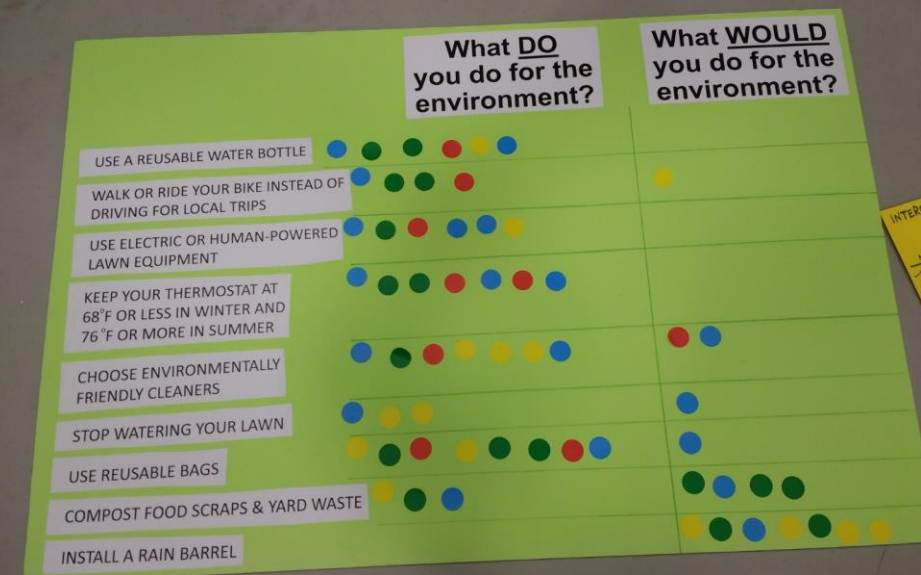 What DO
you do for the
environment?
What WOULD
you do for the
environment?
USE A REUSABLE WATER BOTTLE
WALK OR RIDE YOUR BIKE INSTEAD OF
DRIVING FOR LOCAL TRIPS
USE ELECTRIC OR HUMAN-POWERED
LAWN EQUIPMENT
KEEP YOUR THERMOSTAT AT
68°F OR LESS IN WINTER AND
76°F OR MORE IN SUMMER
CHOOSE ENVIRONMENTALLY
FRIENDLY CLEANERS
STOP WATERING YOUR LAWN
USE REUSABLE BAGS
COMPOST FOOD SCRAPS & YARD WASTE
INSTALL A RAIN BARREL